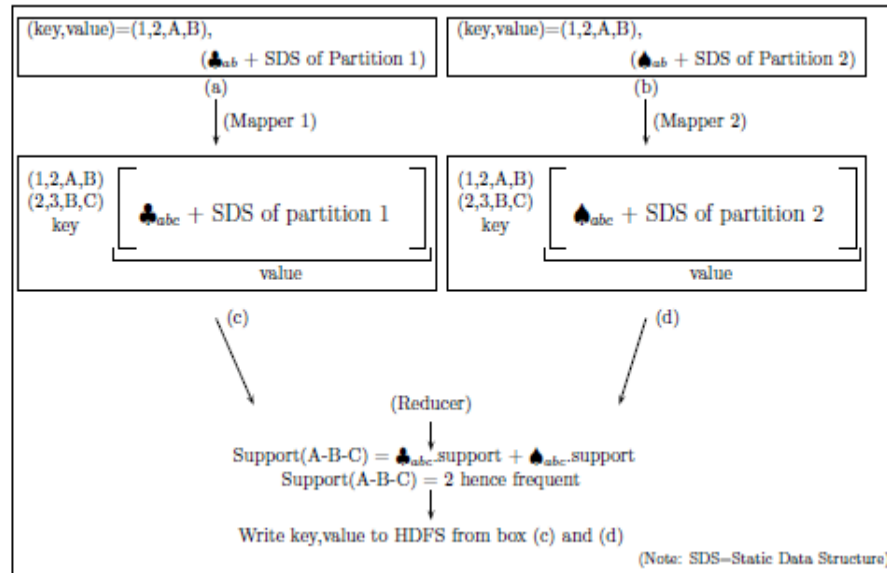 (key,value)=(1,2,A,B),
(♣ab + SDS of Partition 1)
(a)
(Mapper 1)
(key,value)=(1,2,A,B),
(♠ab + SDS of Partition 2)
(b)
(Mapper 2)
(1,2,A,B)
(2,3,B,C)
key
♣abc + SDS of partition 1
value
(c)
(1,2,A,B)
(2,3,B,C)
key
♠abc + SDS of partition 2
value
(d)
(Reducer)
Support(A-B-C) = ♣abc.support + ♠abc.support
Support(A-B-C) = 2 hence frequent
Write key,value to HDFS from box (c) and (d)
(Note: SDS=Static Data Structure)